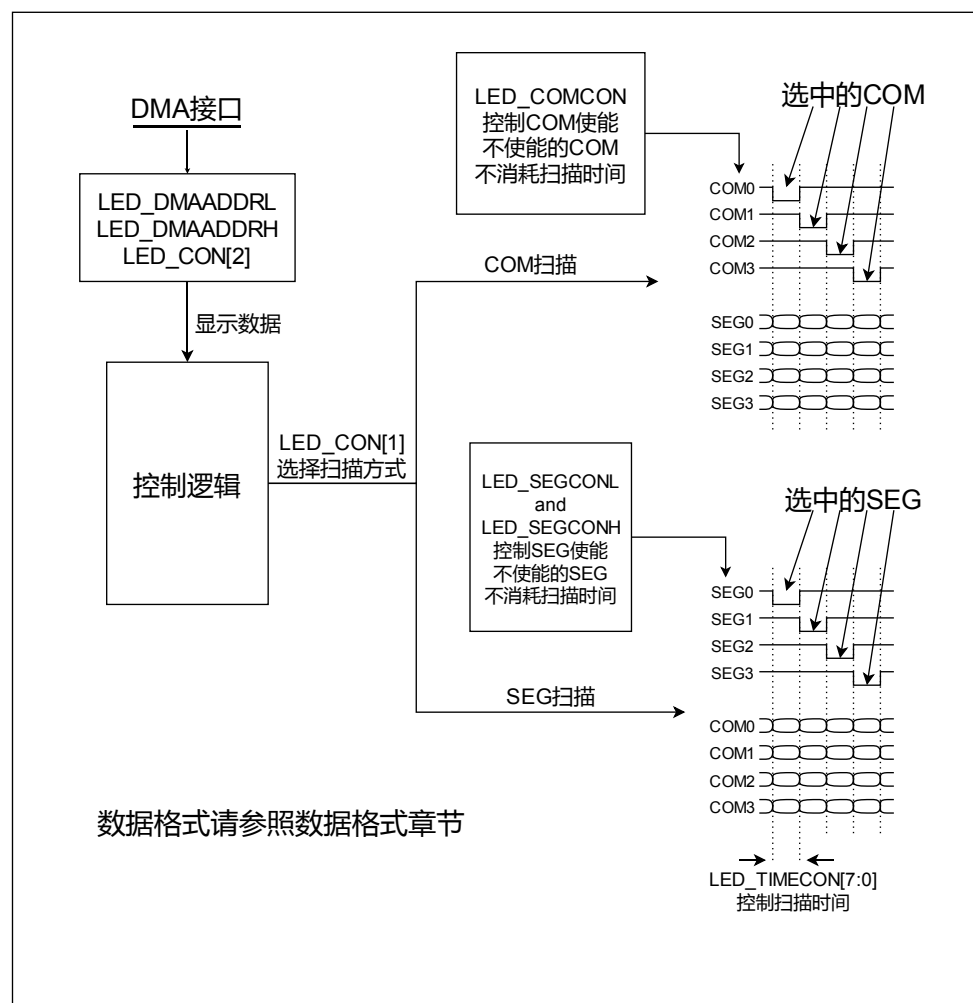 DMA接口
LED_DMAADDRL
LED_DMAADDRH
LED_CON[2]
显示数据
控制逻辑
LED_CON[1]
选择扫描方式
LED_COMCON
控制COM使能
不使能的COM
不消耗扫描时间
COM扫描
选中的COM
COM0
COM1
COM2
COM3
SEG0
SEG1
SEG2
SEG3
LED_SEGCONL
and
LED_SEGCONH
控制SEG使能
不使能的SEG
不消耗扫描时间
SEG扫描
选中的SEG
SEG0
SEG1
SEG2
SEG3
COM0
COM1
COM2
COM3
数据格式请参照数据格式章节
LED_TIMECON[7:0]
控制扫描时间